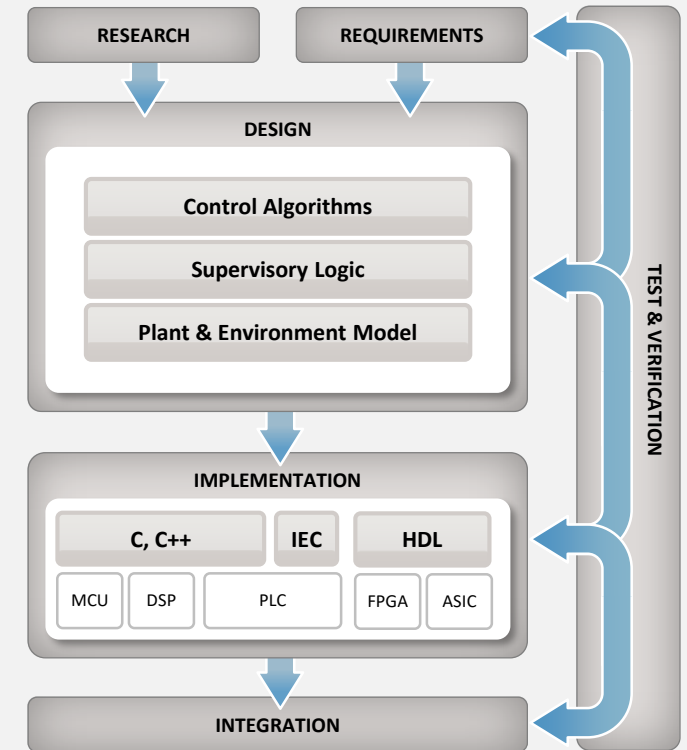 RESEARCH
REQUIREMENTS
DESIGN
Control Algorithms
Supervisory Logic
Plant & Environment Model
IMPLEMENTATION
C, C++
IEC
HDL
MCU
DSP
PLC
FPGA
ASIC
INTEGRATION
TEST & VERIFICATION